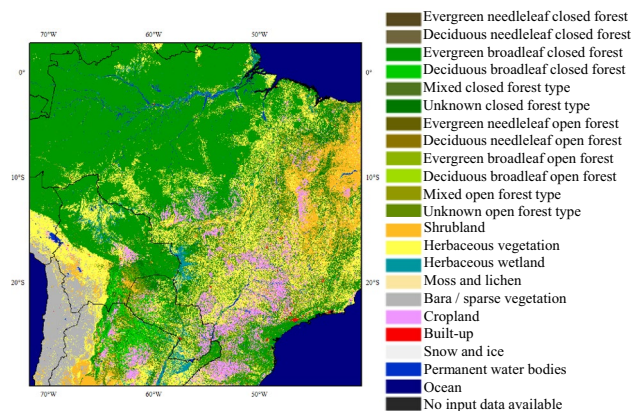 70°W 60°W 50°W
Evergreen needleleaf closed forest
Deciduous needleleaf closed forest
Evergreen broadleaf closed forest
Deciduous broadleaf closed forest
Mixed closed forest type
Unknown closed forest type
Evergreen needleleaf open forest
Deciduous needleleaf open forest
Evergreen broadleaf open forest
Deciduous broadleaf open forest
Mixed open forest type
Unknown open forest type
Shrubland
Herbaceous vegetation
Herbaceous wetland
Moss and lichen
Bara / sparse vegetation
Cropland
Built-up
Snow and ice
Permanent water bodies
Ocean
No input data available
0° 0°
10°S 10°S
20°S 20°S
70°W 60°W 50°W